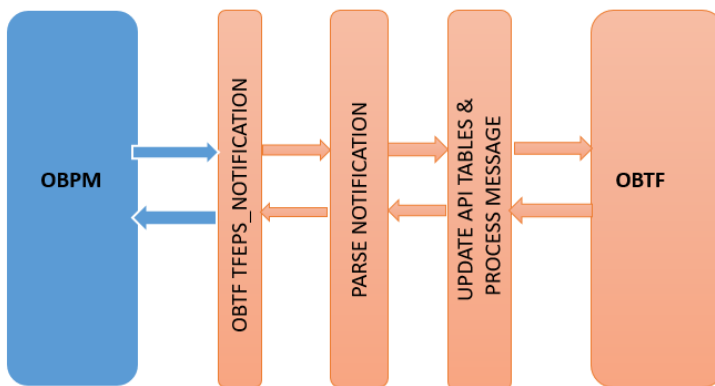 OBPM
OBTF TFEPS_NOTIFICATION
PARSE NOTIFICATION
UPDATE API TABLES &
PROCESS MESSAGE
OBTF